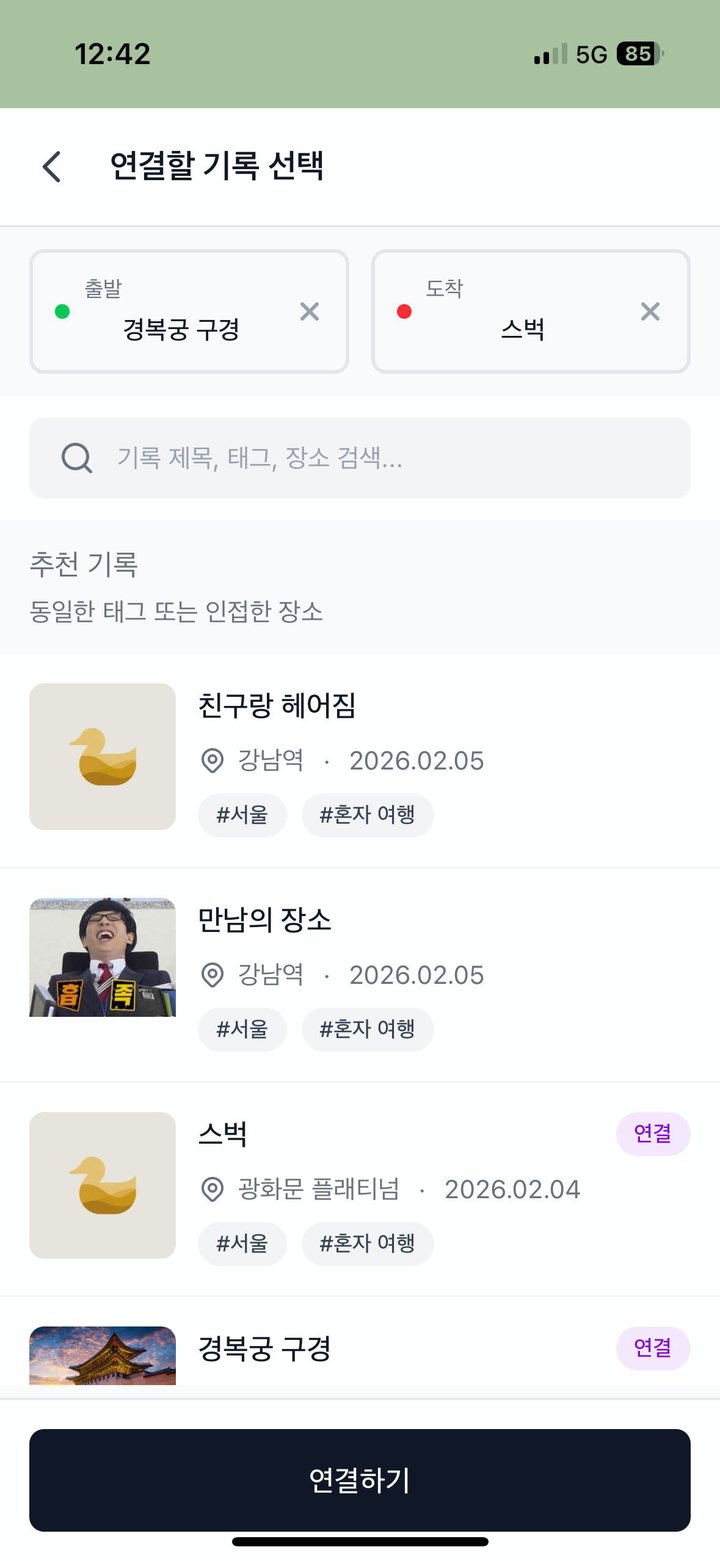 12:42
5G 85
연결할 기록 선택
출발
경복궁 구경
도착
스벅
기록 제목, 태그, 장소 검색...
추천 기록
동일한 태그 또는 인접한 장소
친구랑 헤어짐
강남역 · 2026.02.05
#서울 #혼자 여행
흡 족
만남의 장소
강남역 · 2026.02.05
#서울 #혼자 여행
스벅 연결
광화문 플래티넘 · 2026.02.04
#서울 #혼자 여행
경복궁 구경 연결
연결하기